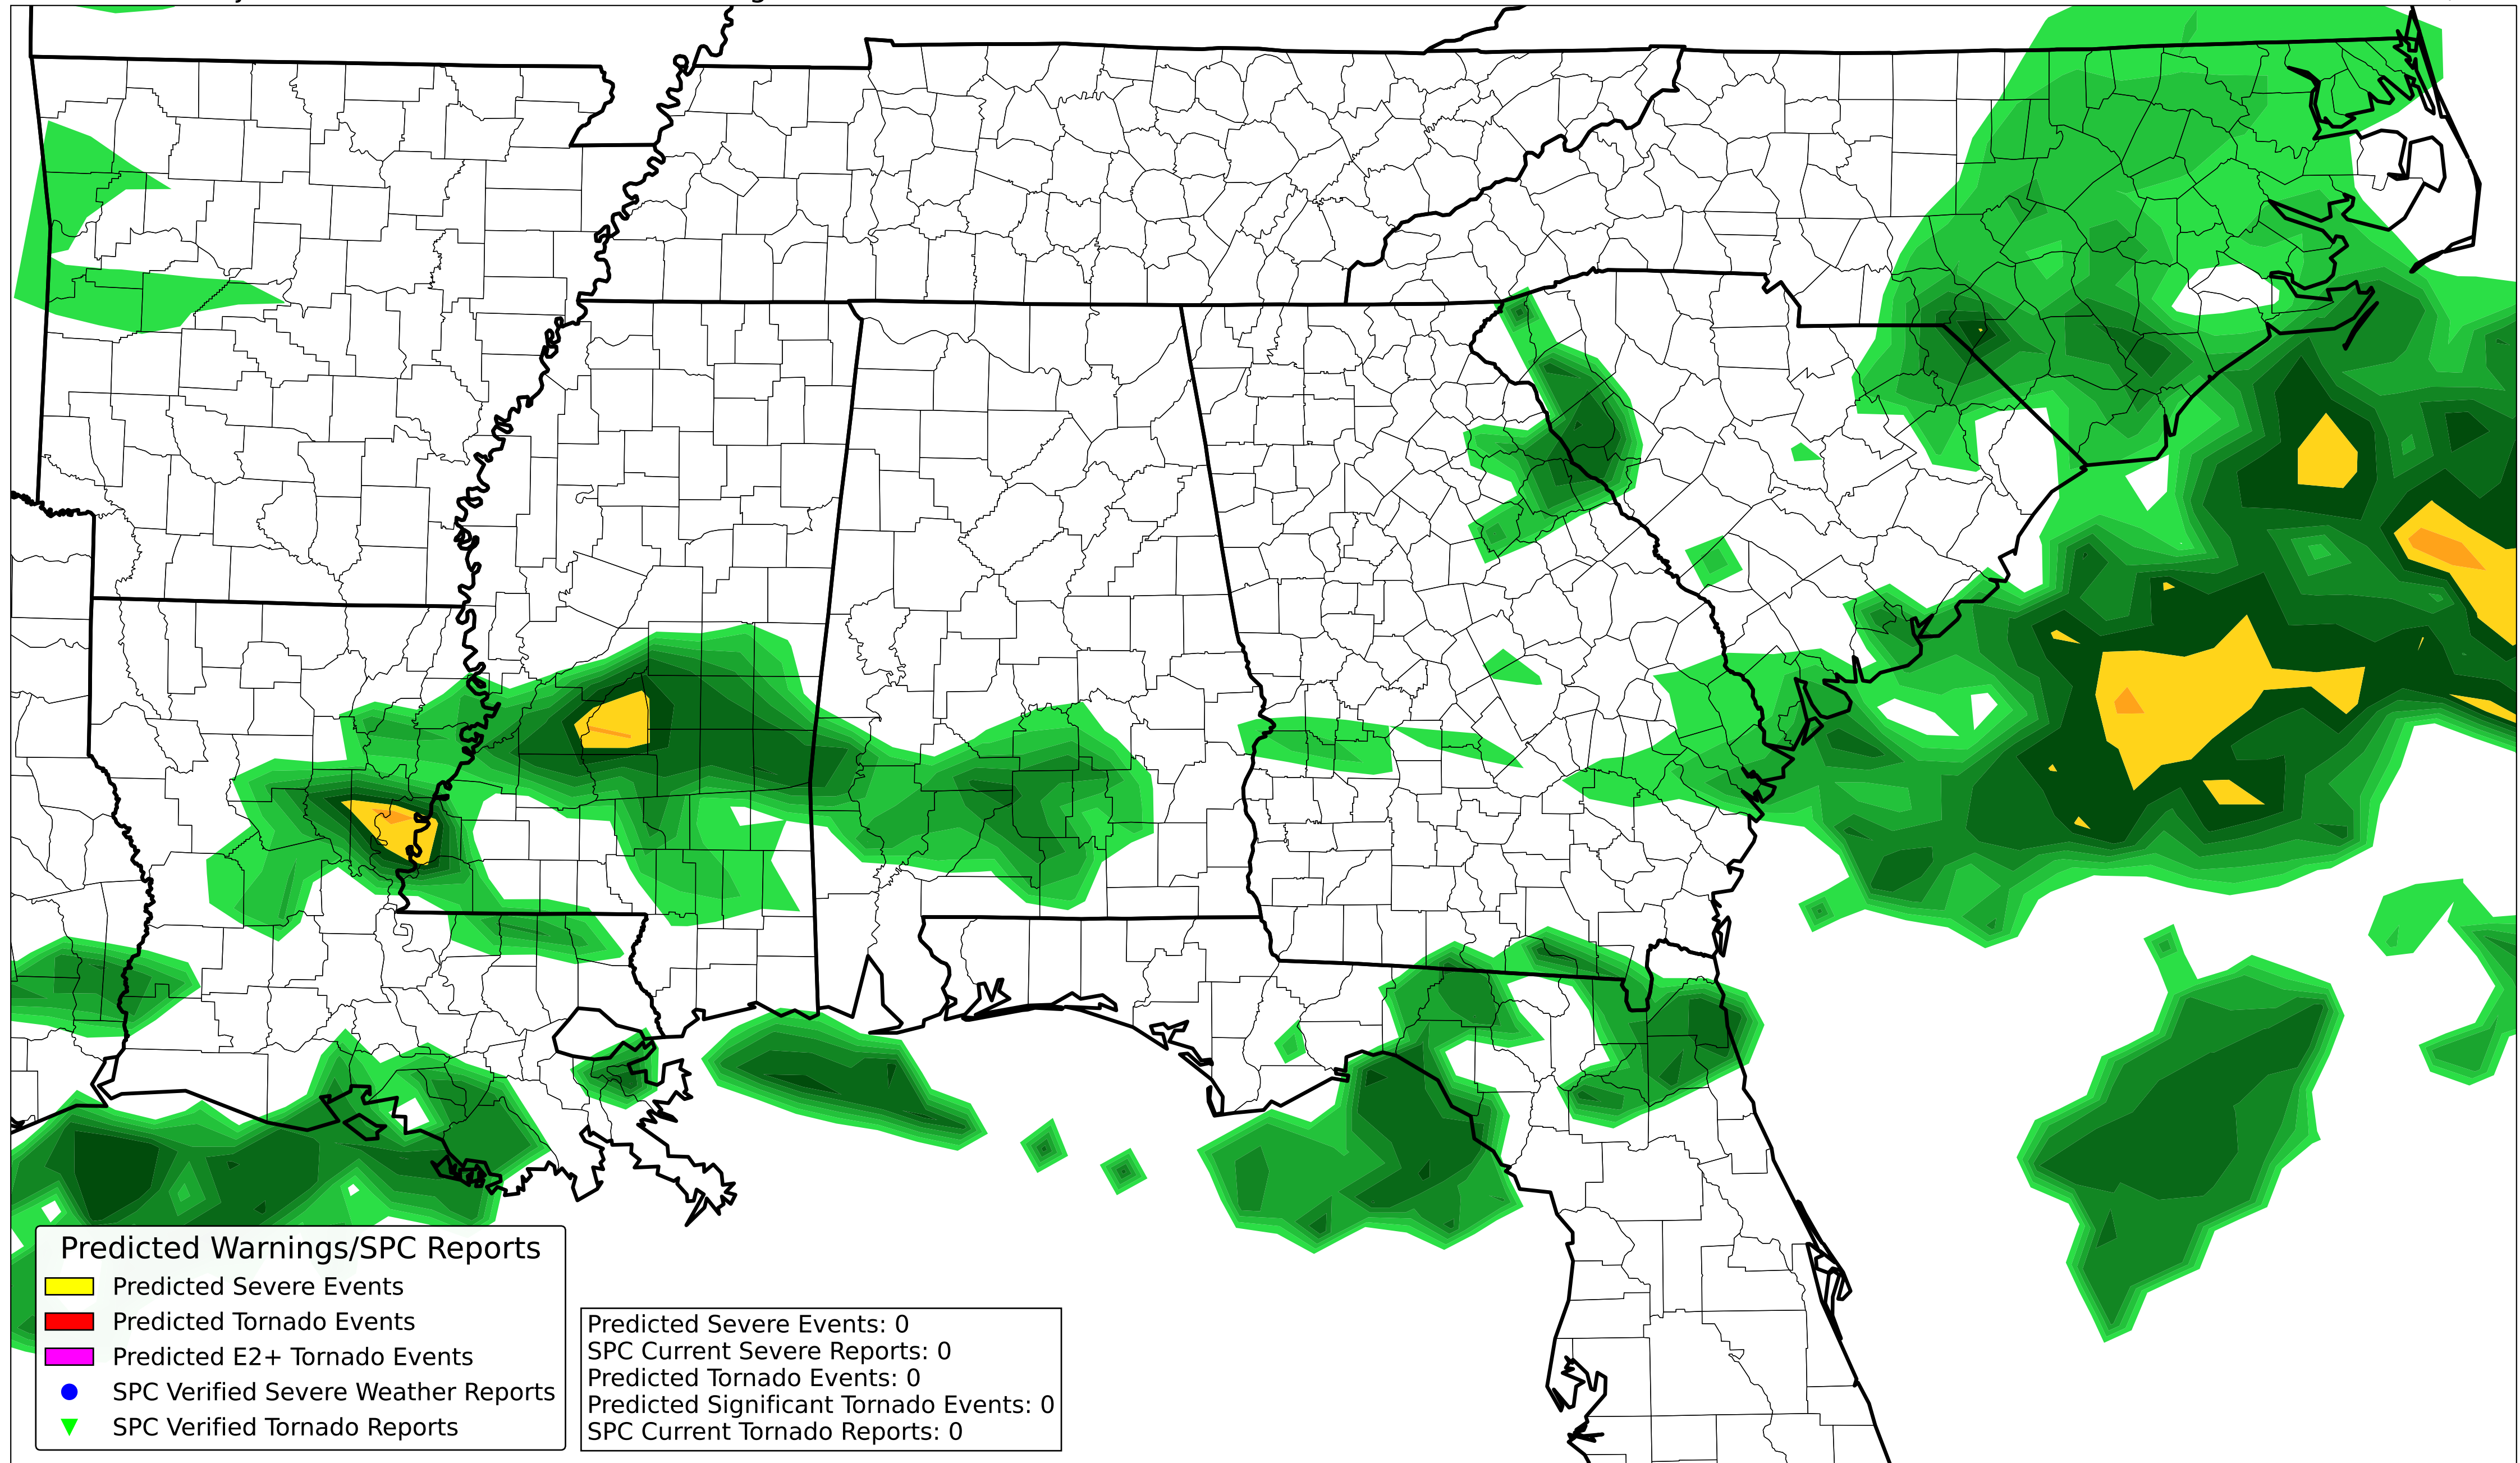 Predicted Warnings/SPC Reports
Predicted Severe Events
Predicted Tornado Events
Predicted E2+ Tornado Events
SPC Verified Severe Weather Reports
SPC Verified Tornado Reports
Predicted Severe Events: 0
SPC Current Severe Reports: 0
Predicted Tornado Events: 0
Predicted Significant Tornado Events: 0
SPC Current Tornado Reports: 0